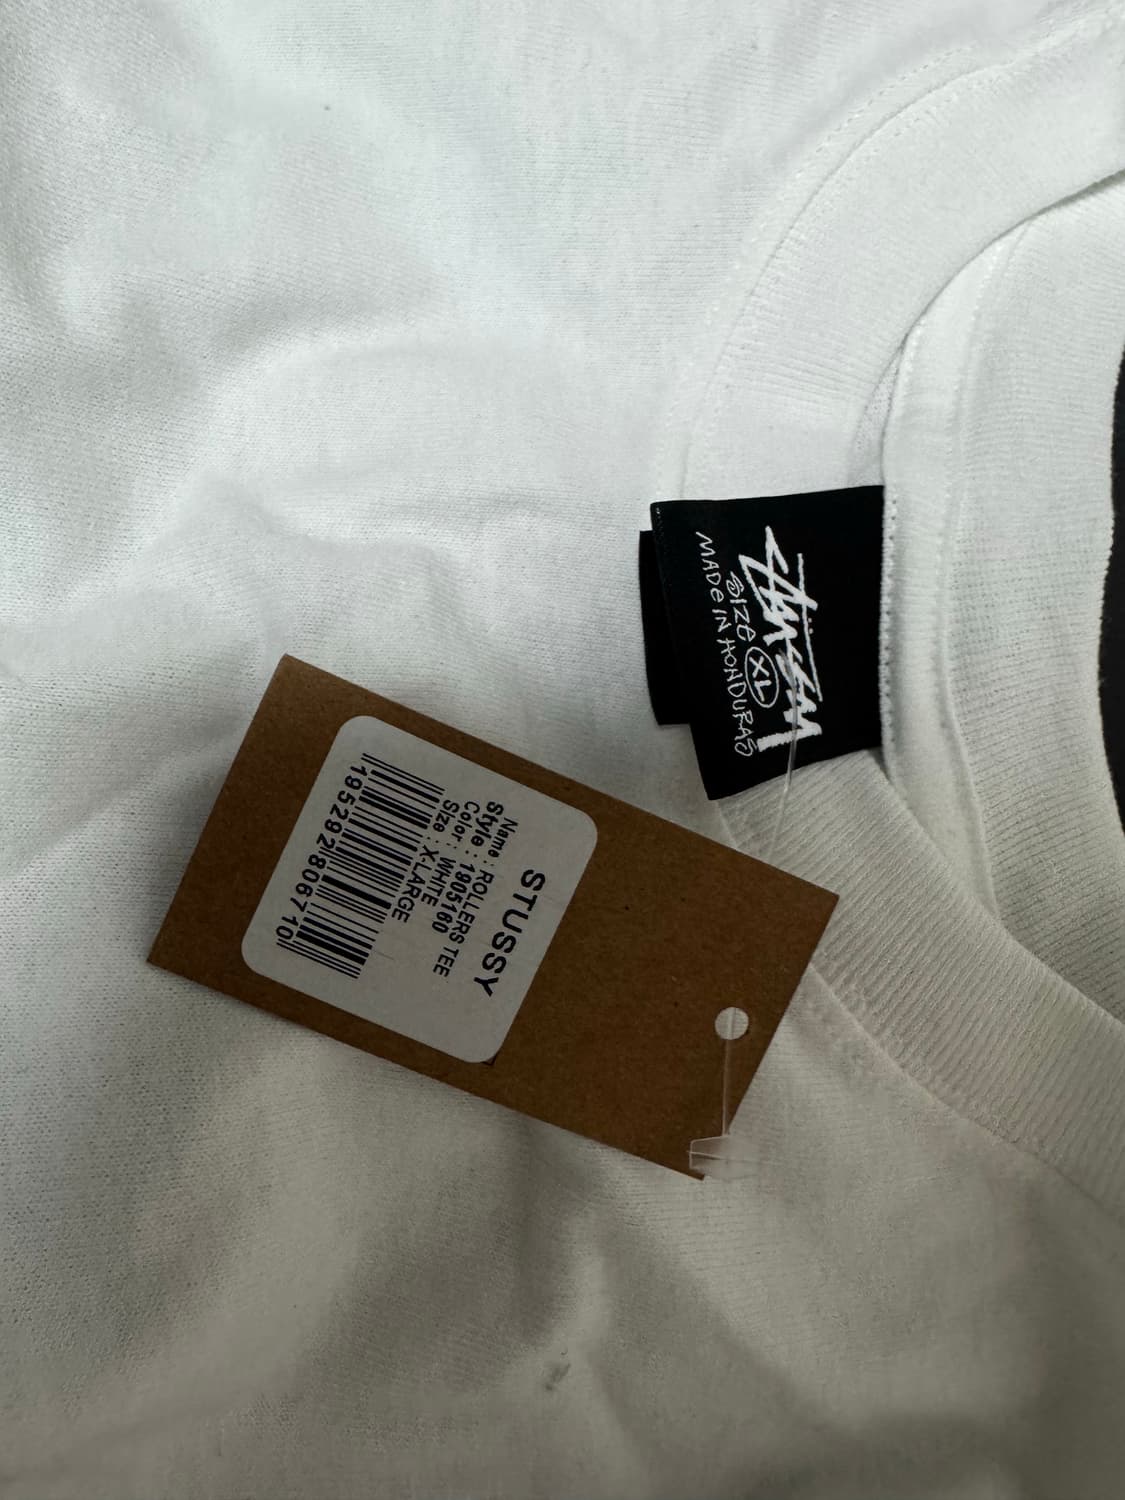 Stüssy
SIZE XL
MADE IN HONDURAS
STUSSY
Name : ROLLERS TEE
Style : 1905160
Color : WHITE
Size : X-LARGE
195292806710